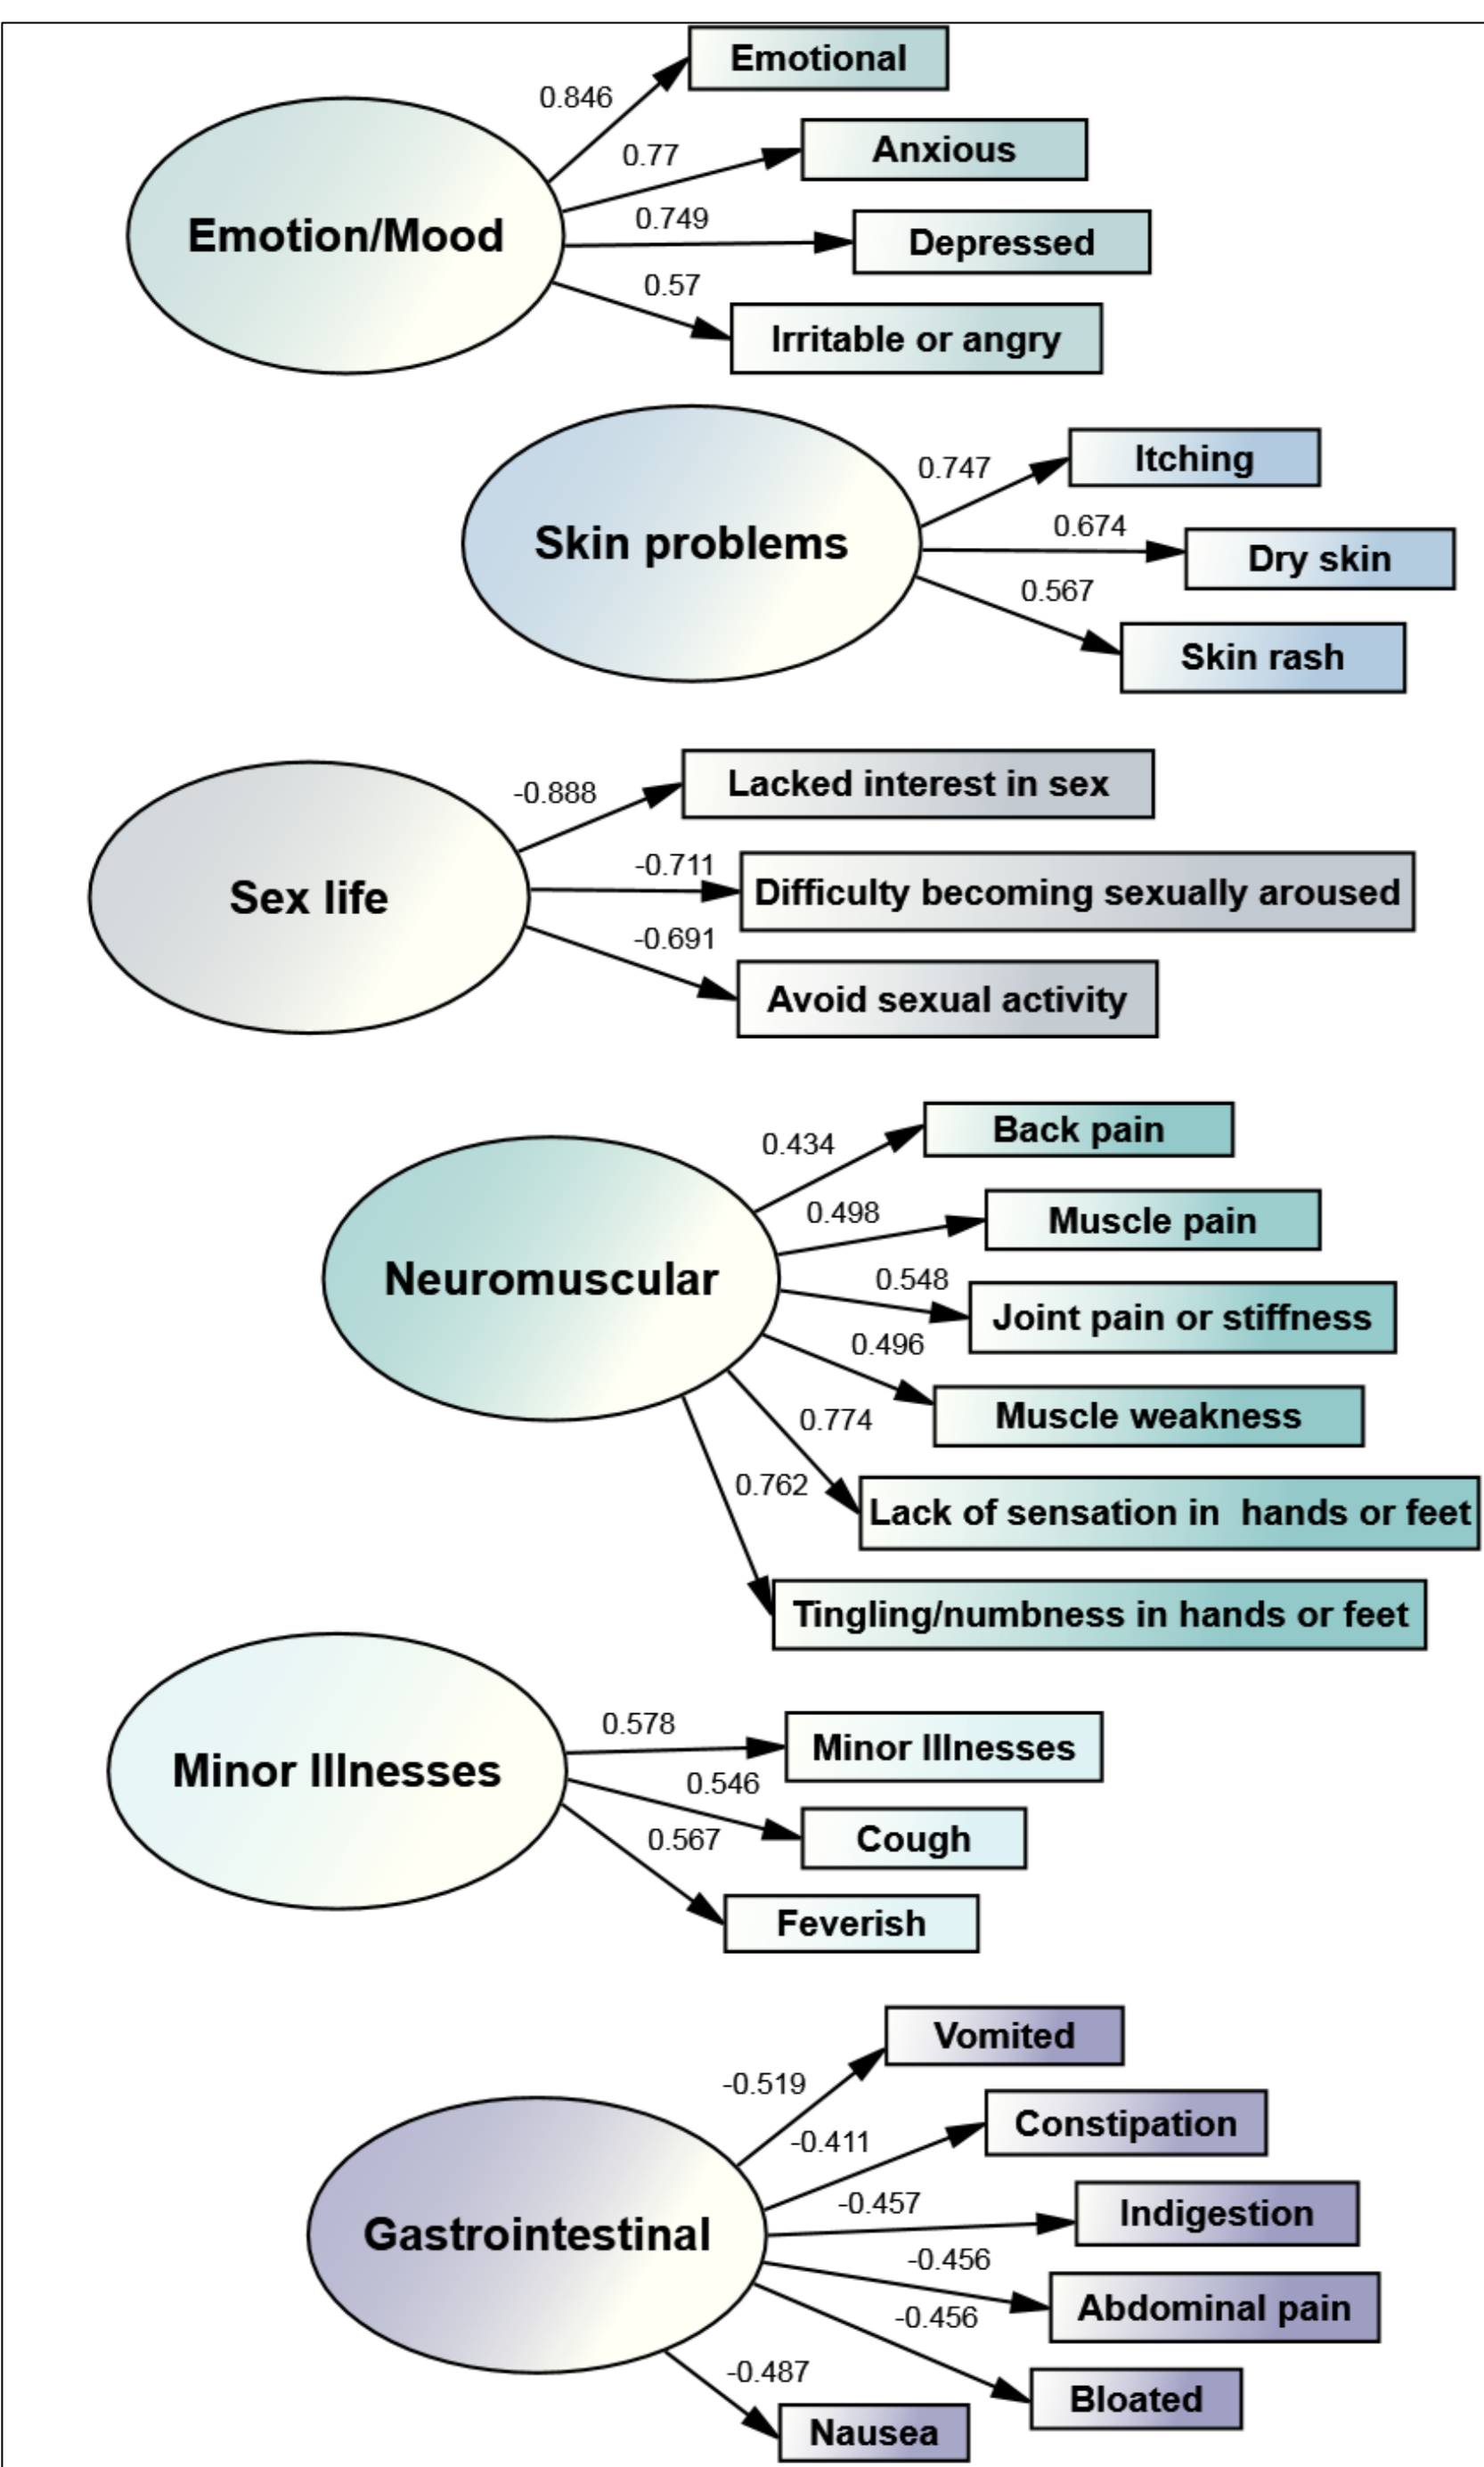 Emotional
0.846
Anxious
0.77
Emotion/Mood
0.749
Depressed
0.57
Irritable or angry
Itching
0.747
Skin problems
0.674
Dry skin
0.567
Skin rash
Lacked interest in sex
-0.888
Sex life
-0.711
Difficulty becoming sexually aroused
-0.691
Avoid sexual activity
Back pain
0.434
Muscle pain
0.498
Neuromuscular
0.548
Joint pain or stiffness
0.496
Muscle weakness
0.774
Lack of sensation in  hands or feet
0.762
Tingling/numbness in hands or feet
Minor Illnesses
0.578
Minor Illnesses
0.546
Cough
0.567
Feverish
Vomited
-0.519
Constipation
-0.411
Gastrointestinal
-0.457
Indigestion
-0.456
Abdominal pain
-0.456
Bloated
-0.487
Nausea